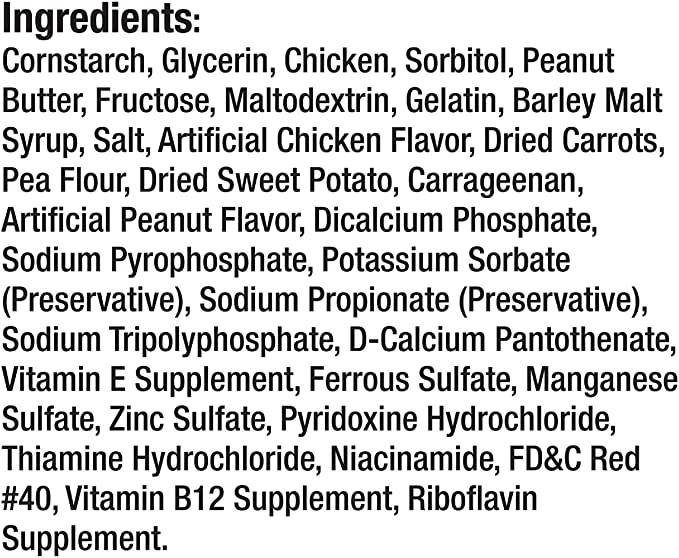 Ingredients:
Cornstarch, Glycerin, Chicken, Sorbitol, Peanut
Butter, Fructose, Maltodextrin, Gelatin, Barley Malt
Syrup, Salt, Artificial Chicken Flavor, Dried Carrots,
Pea Flour, Dried Sweet Potato, Carrageenan,
Artificial Peanut Flavor, Dicalcium Phosphate,
Sodium Pyrophosphate, Potassium Sorbate
(Preservative), Sodium Propionate (Preservative),
Sodium Tripolyphosphate, D-Calcium Pantothenate,
Vitamin E Supplement, Ferrous Sulfate, Manganese
Sulfate, Zinc Sulfate, Pyridoxine Hydrochloride,
Thiamine Hydrochloride, Niacinamide, FD&C Red
#40, Vitamin B12 Supplement, Riboflavin
Supplement.